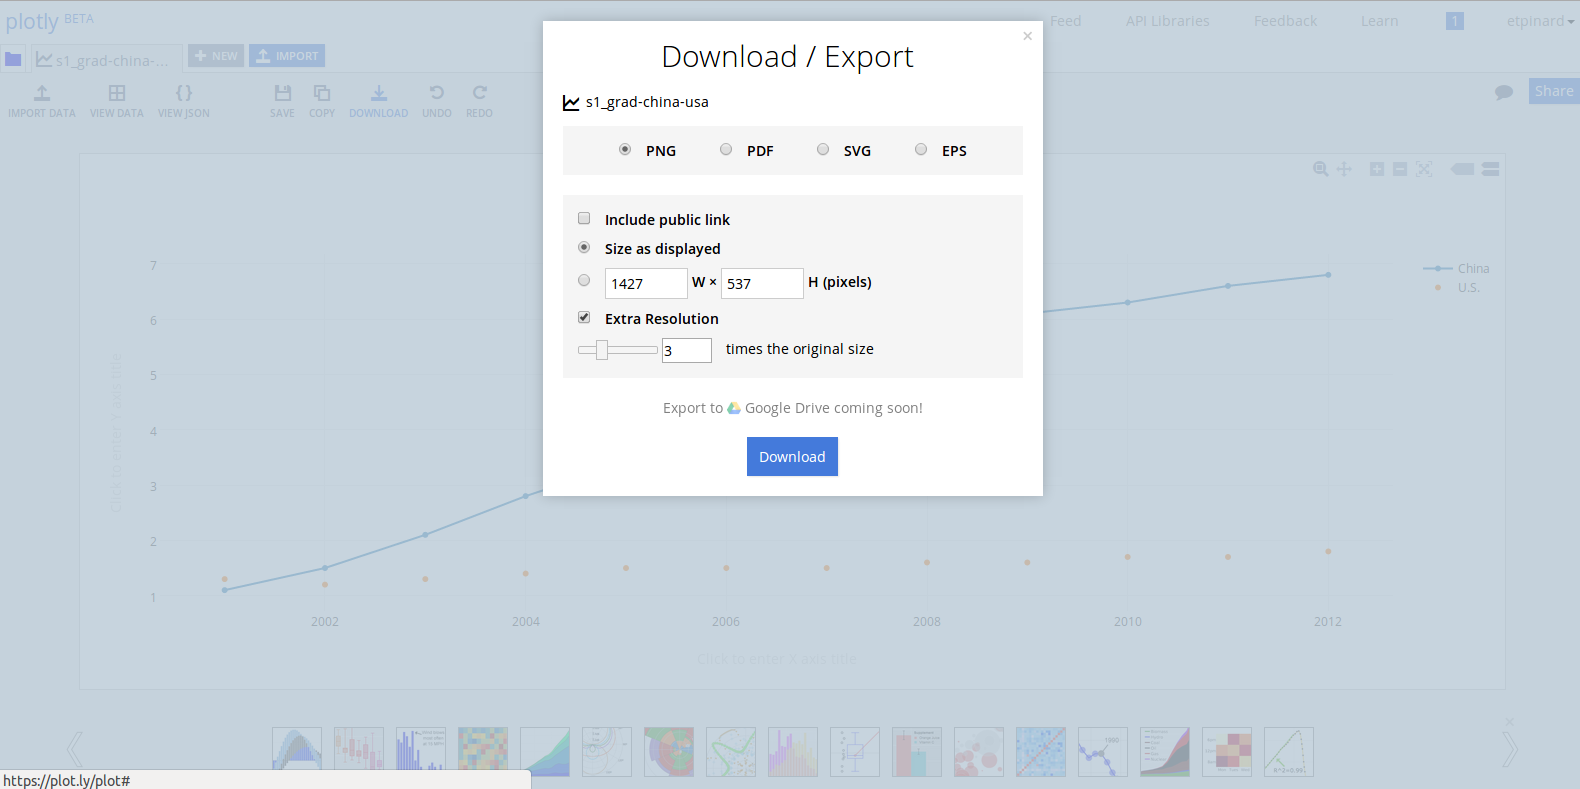 plotly BETA
Feed API Libraries Feedback Learn 1 etpinard
s1_grad-china-... NEW IMPORT
IMPORT DATA VIEW DATA VIEW JSON SAVE COPY DOWNLOAD UNDO REDO
Share
×
Download / Export
s1_grad-china-usa
PNG PDF SVG EPS
Include public link
Size as displayed
1427 W × 537 H (pixels)
Extra Resolution
3 times the original size
Export to Google Drive coming soon!
Download
China
U.S.
7
6
5
4
3
2
1
Click to enter Y axis title
2002 2004 2006 2008 2010 2012
Click to enter X axis title
1990
R^2=0.95
https://plot.ly/plot#